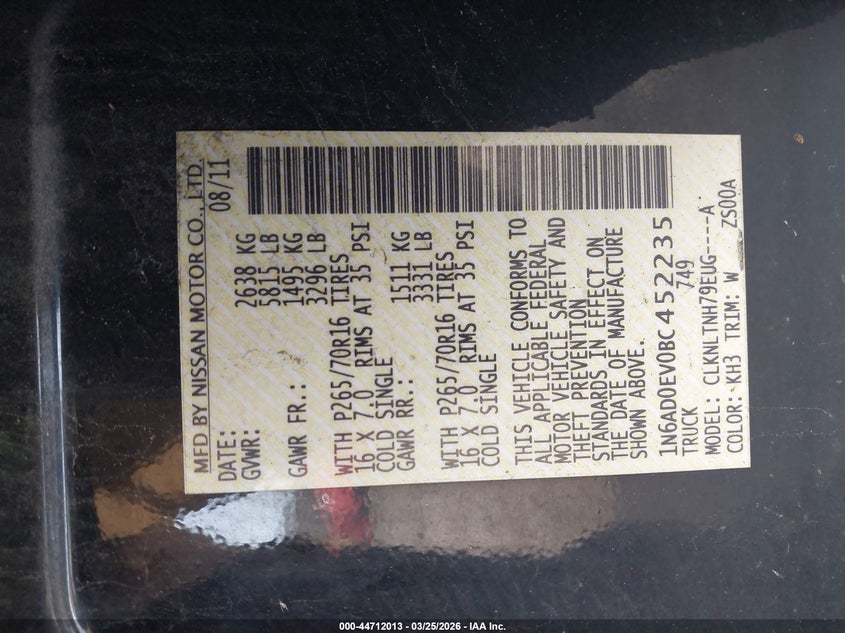 MFD BY NISSAN MOTOR CO., LTD.
DATE: 08/11
GVWR: 2638 KG
5815 LB
GAWR FR.: 1495 KG
3296 LB
WITH P265/70R16 TIRES
16 X 7.0 RIMS AT 35 PSI
COLD SINGLE
GAWR RR.: 1511 KG
3331 LB
WITH P265/70R16 TIRES
16 X 7.0 RIMS AT 35 PSI
COLD SINGLE
THIS VEHICLE CONFORMS TO
ALL APPLICABLE FEDERAL
MOTOR VEHICLE SAFETY AND
THEFT PREVENTION
STANDARDS IN EFFECT ON
THE DATE OF MANUFACTURE
SHOWN ABOVE.
1N6AD0EV0BC452235
TRUCK 749
MODEL: CLKNLTNH79EUG----A
COLOR: KH3 TRIM: W ZS00A
000-44712013 - 03/25/2026 - IAA Inc.